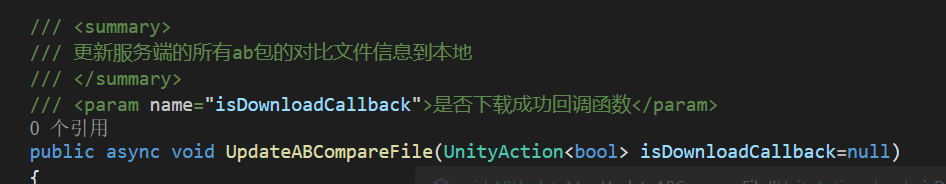 /// <summary>
/// 更新服务端的所有ab包的对比文件信息到本地
/// </summary>
/// <param name="isDownloadCallback">是否下载成功回调函数</param>
0 个引用
public async void UpdateABCompareFile(UnityAction<bool> isDownloadCallback=null)
{